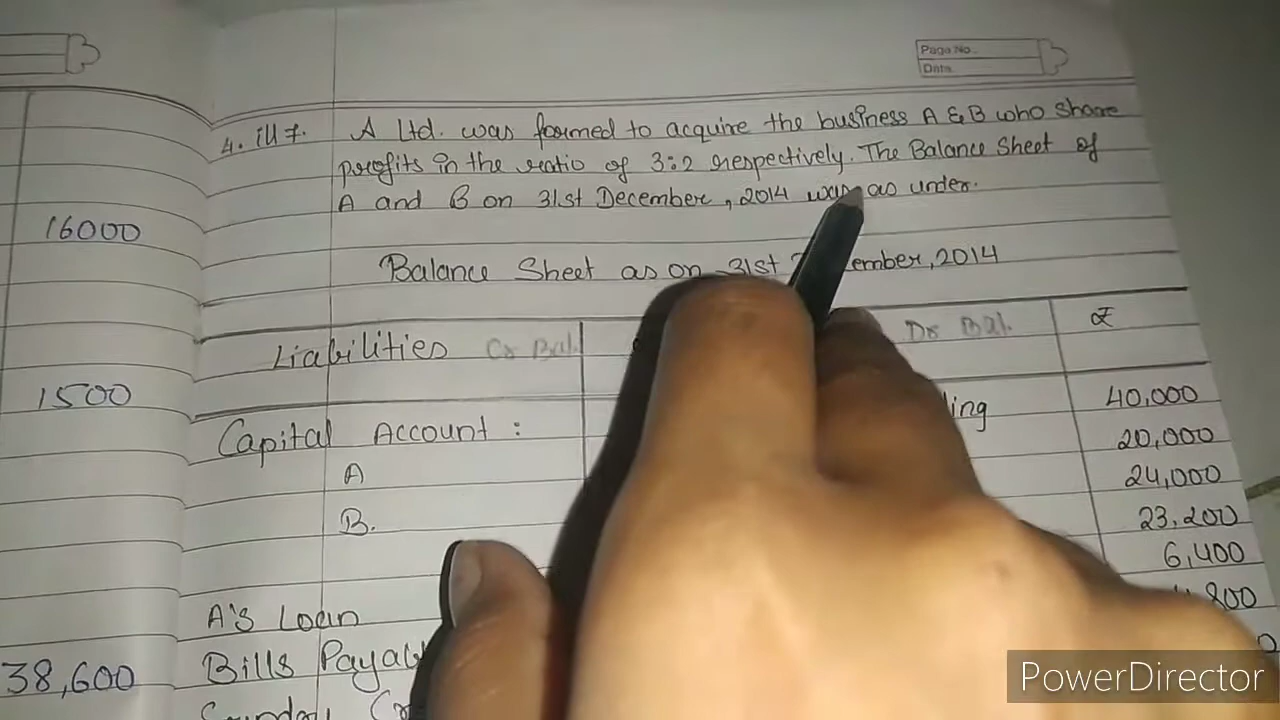 Page No.
Date
4. ill 7. A Ltd. was formed to acquire the business A & B who share
profits in the ratio of 3:2 respectively. The Balance Sheet of
A and B on 31st December, 2014 was as under.
16000
Balance Sheet as on 31st ember, 2014
Liabilities Cr Bal. Dr Bal. ₹
1500
Capital Account : ing 40,000
20,000
A 24,000
B. 23,200
6,400
A's Loan 800
38,600 Bills Payab
PowerDirector